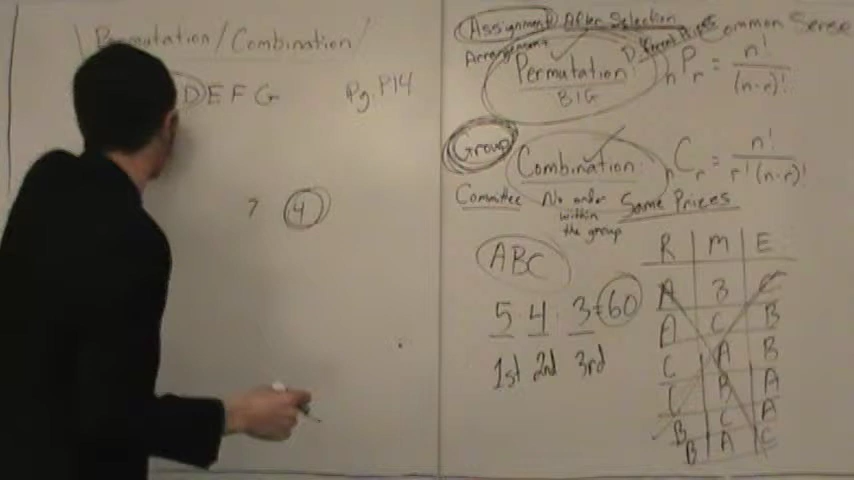 Permutation / Combination /
D E F G
Pg. P14
7 4
Assignment After Selection
Arrangement
Different Prizes
Common Sense
Permutation
BIG
nPr = n! / (n-r)!
Group
Combination
nCr = n! / r!(n-r)!
Committee No order within the group
Same Prizes
ABC
5 . 4 . 3 = 60
1st 2nd 3rd
R M E
A B C
A C B
C A B
C B A
B C A
B A C